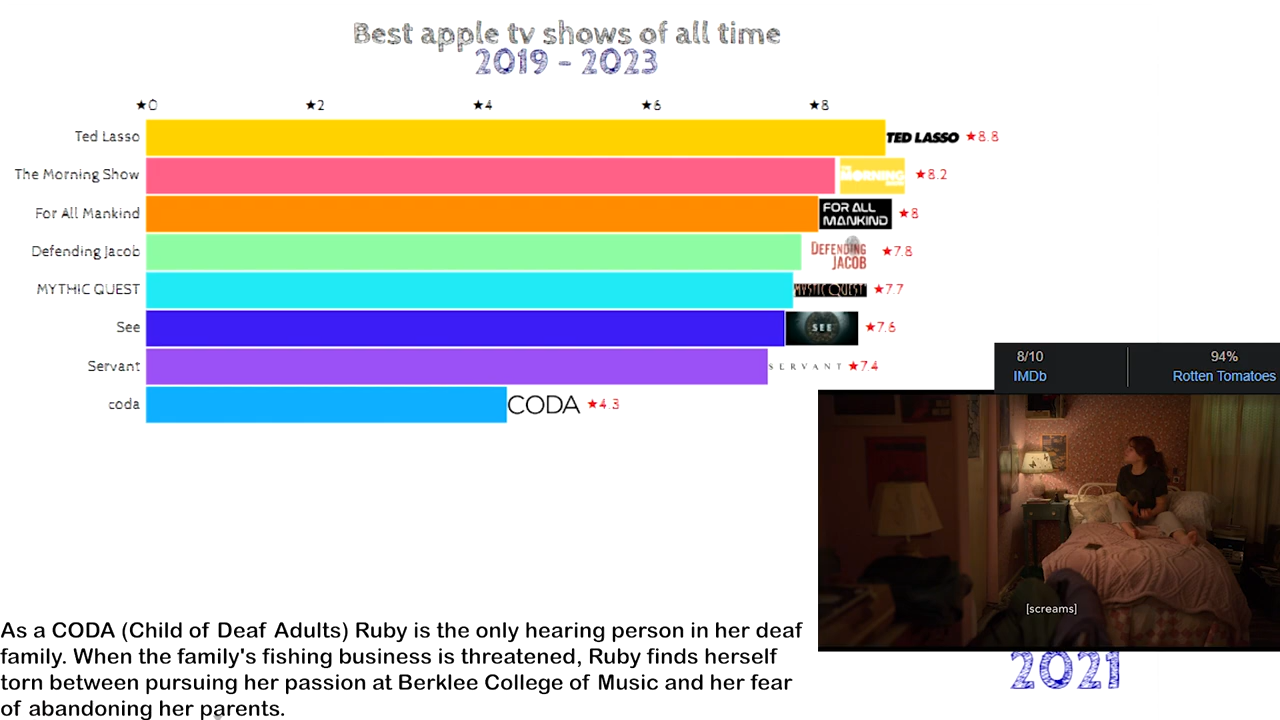 Best apple tv shows of all time
2019 - 2023
★0 ★2 ★4 ★6 ★8
Ted Lasso TED LASSO ★8.8
The Morning Show MORNING ★8.2
For All Mankind FOR ALL MANKIND ★8
Defending Jacob DEFENDING JACOB ★7.8
MYTHIC QUEST MYSTIC QUEST ★7.7
See SEE ★7.6
Servant SERVANT ★7.4
coda CODA ★4.3
8/10 94%
IMDb Rotten Tomatoes
[screams]
2021
As a CODA (Child of Deaf Adults) Ruby is the only hearing person in her deaf
family. When the family's fishing business is threatened, Ruby finds herself
torn between pursuing her passion at Berklee College of Music and her fear
of abandoning her parents.